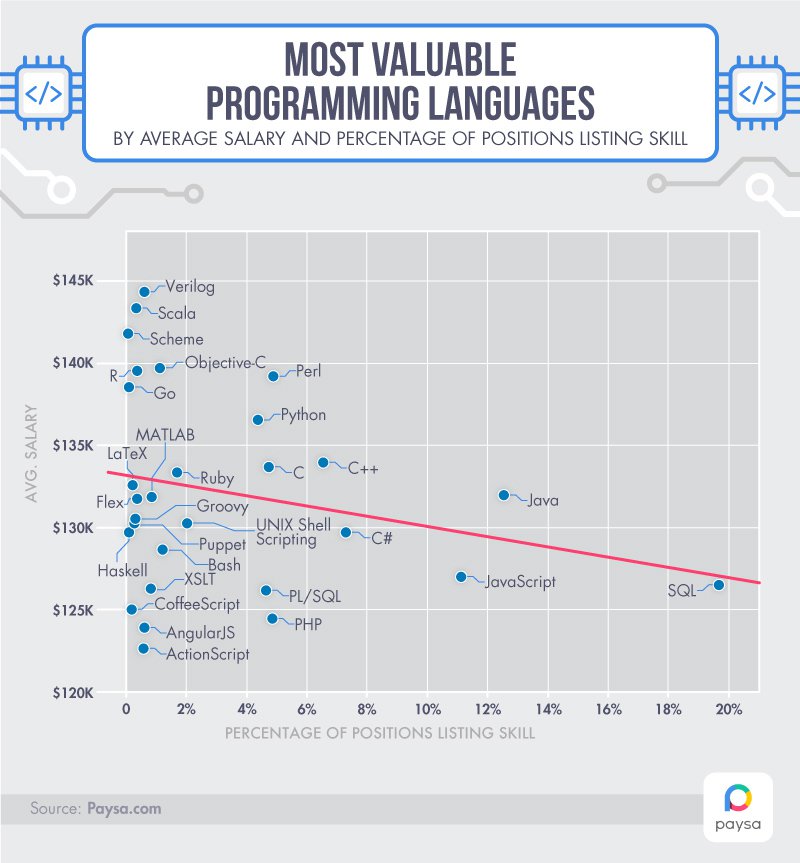 MOST VALUABLE
PROGRAMMING LANGUAGES
BY AVERAGE SALARY AND PERCENTAGE OF POSITIONS LISTING SKILL
</>
</>
$145K
$140K
$135K
$130K
$125K
$120K
AVG. SALARY
Verilog
Scala
Scheme
Objective-C
R
Go
Perl
Python
MATLAB
LaTeX
Ruby
C
C++
Flex
Groovy
Java
UNIX Shell
Scripting
C#
Puppet
Haskell
Bash
XSLT
JavaScript
SQL
CoffeeScript
PL/SQL
AngularJS
PHP
ActionScript
0 2% 4% 6% 8% 10% 12% 14% 16% 18% 20%
PERCENTAGE OF POSITIONS LISTING SKILL
Source: Paysa.com
paysa